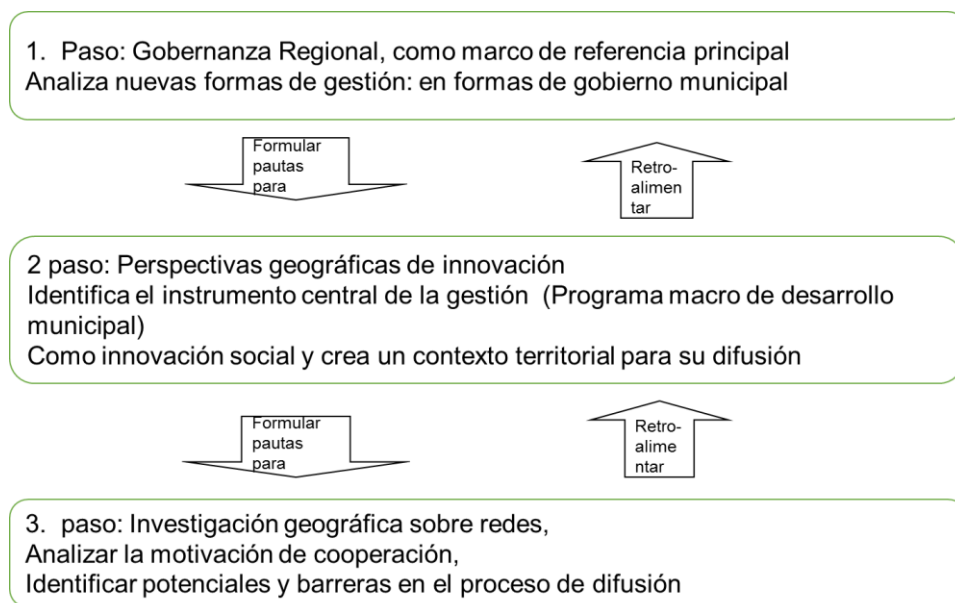 1. Paso: Gobernanza Regional, como marco de referencia principal
Analiza nuevas formas de gestión: en formas de gobierno municipal
Formular
pautas
para
Retro-
alimen
tar
2 paso: Perspectivas geográficas de innovación
Identifica el instrumento central de la gestión (Programa macro de desarrollo
municipal)
Como innovación social y crea un contexto territorial para su difusión
Formular
pautas
para
Retro-
alime
ntar
3. paso: Investigación geográfica sobre redes,
Analizar la motivación de cooperación,
Identificar potenciales y barreras en el proceso de difusión